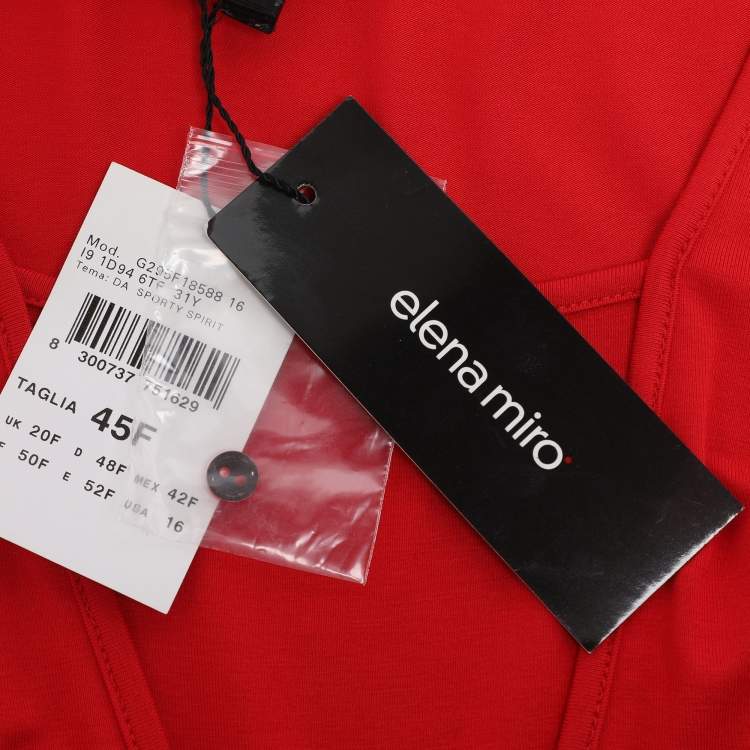 Mod. G295F18588 16
I9 1D94 6TF 31Y
Tema: DA SPORTY SPIRIT
8 300737 751629
TAGLIA 45F
UK 20F D 48F MEX 42F
F 50F E 52F USA 16
elena miro